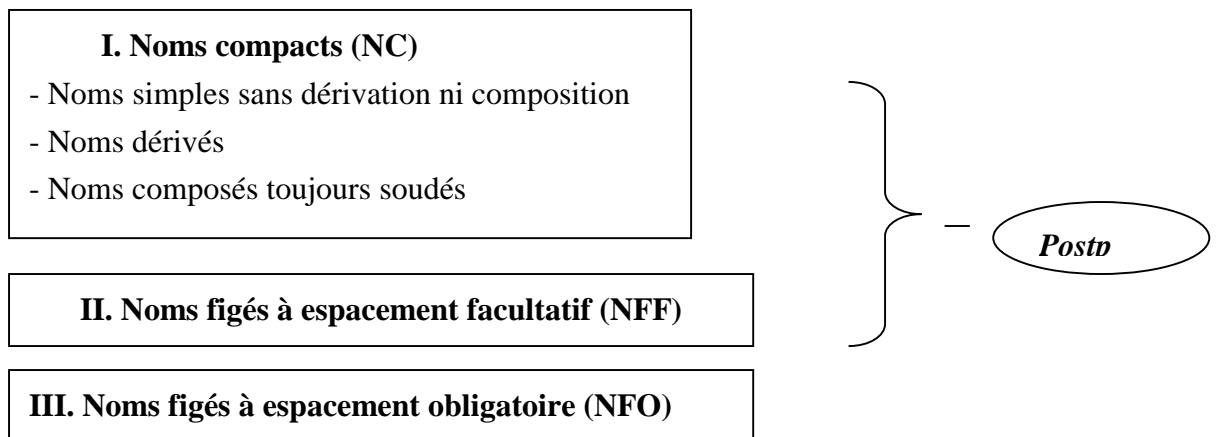 I. Noms compacts (NC)
- Noms simples sans dérivation ni composition
- Noms dérivés
- Noms composés toujours soudés
– Postp
II. Noms figés à espacement facultatif (NFF)
III. Noms figés à espacement obligatoire (NFO)